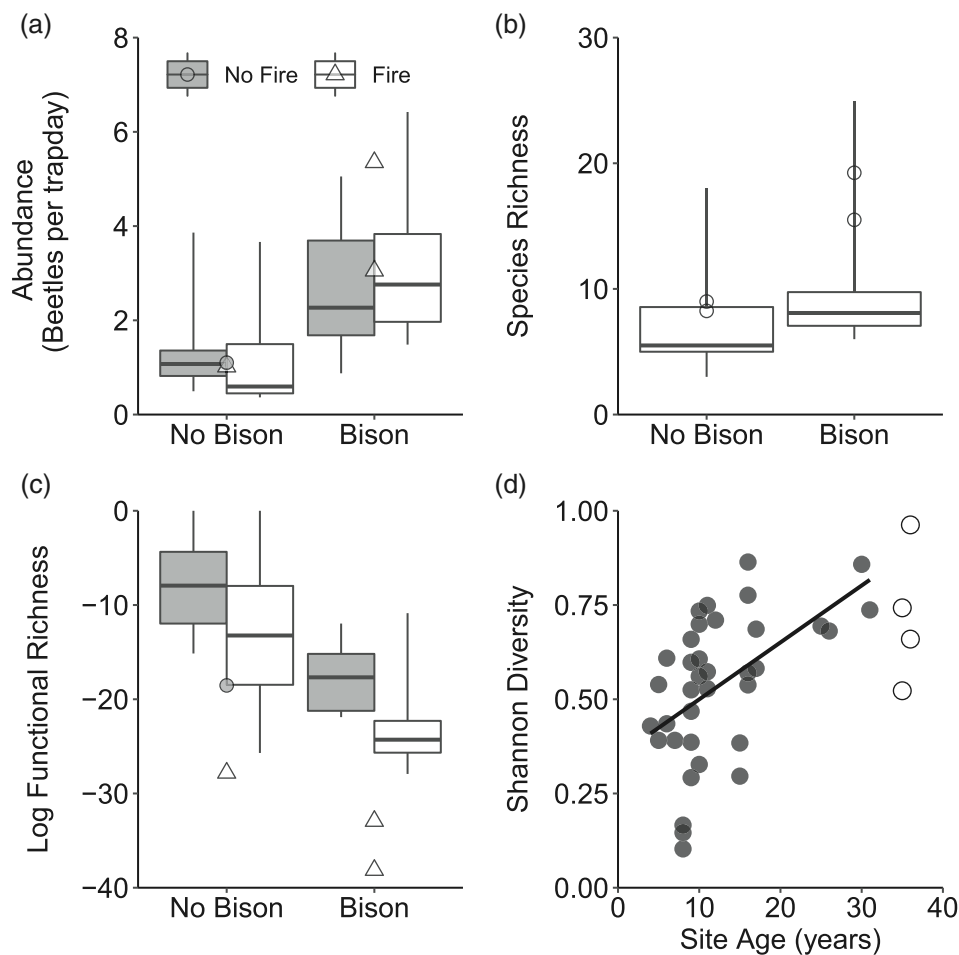 (a)
8
6
4
2
0
Abundance
(Beetles per trapday)
No Fire
Fire
No Bison
Bison
(b)
30
20
10
0
Species Richness
No Bison
Bison
(c)
0
−10
−20
−30
−40
Log Functional Richness
No Bison
Bison
(d)
1.00
0.75
0.50
0.25
0.00
Shannon Diversity
0
10
20
30
40
Site Age (years)